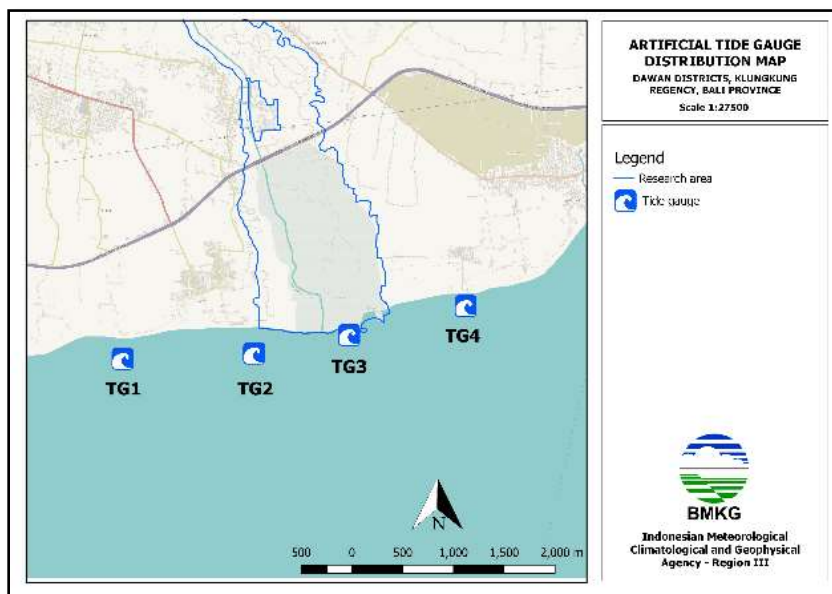 ARTIFICIAL TIDE GAUGE
DISTRIBUTION MAP
DAWAN DISTRICTS, KLUNGKUNG
REGENCY, BALI PROVINCE
Scale 1:27500
Legend
Research area
Tide gauge
TG1
TG2
TG3
TG4
N
500 0 500 1,000 1,500 2,000 m
BMKG
Indonesian Meteorological
Climatological and Geophysical
Agency - Region III